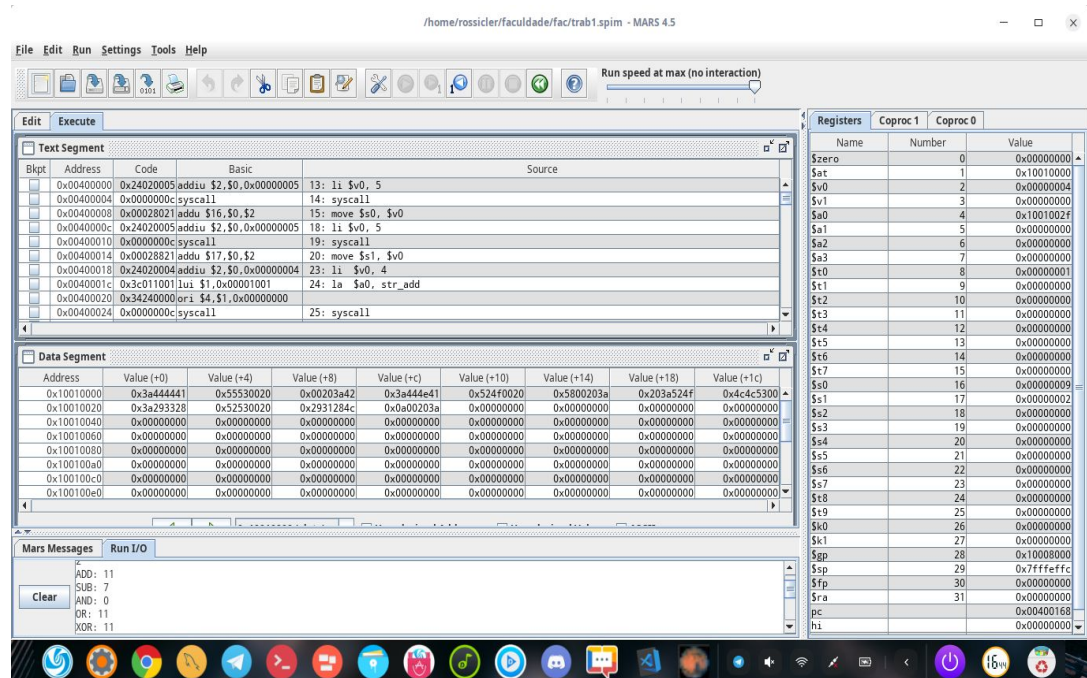 /home/rossicler/faculdade/fac/trab1.spim - MARS 4.5
File Edit Run Settings Tools Help
Run speed at max (no interaction)
Edit Execute
Text Segment
Bkpt Address Code Basic Source
0x00400000 0x24020005 addiu $2,$0,0x00000005 13: li $v0, 5
0x00400004 0x0000000c syscall 14: syscall
0x00400008 0x00028021 addu $16,$0,$2 15: move $s0, $v0
0x0040000c 0x24020005 addiu $2,$0,0x00000005 18: li $v0, 5
0x00400010 0x0000000c syscall 19: syscall
0x00400014 0x00028821 addu $17,$0,$2 20: move $s1, $v0
0x00400018 0x24020004 addiu $2,$0,0x00000004 23: li $v0, 4
0x0040001c 0x3c011001 lui $1,0x00001001 24: la $a0, str_add
0x00400020 0x34240000 ori $4,$1,0x00000000
0x00400024 0x0000000c syscall 25: syscall
Data Segment
Address Value (+0) Value (+4) Value (+8) Value (+c) Value (+10) Value (+14) Value (+18) Value (+1c)
0x10010000 0x3a444441 0x55530020 0x00203a42 0x3a444e41 0x524f0020 0x5800203a 0x203a524f 0x4c4c5300
0x10010020 0x3a293328 0x52530020 0x2931284c 0x0a00203a 0x00000000 0x00000000 0x00000000 0x00000000
0x10010040 0x00000000 0x00000000 0x00000000 0x00000000 0x00000000 0x00000000 0x00000000 0x00000000
0x10010060 0x00000000 0x00000000 0x00000000 0x00000000 0x00000000 0x00000000 0x00000000 0x00000000
0x10010080 0x00000000 0x00000000 0x00000000 0x00000000 0x00000000 0x00000000 0x00000000 0x00000000
0x100100a0 0x00000000 0x00000000 0x00000000 0x00000000 0x00000000 0x00000000 0x00000000 0x00000000
0x100100c0 0x00000000 0x00000000 0x00000000 0x00000000 0x00000000 0x00000000 0x00000000 0x00000000
0x100100e0 0x00000000 0x00000000 0x00000000 0x00000000 0x00000000 0x00000000 0x00000000 0x00000000
Mars Messages Run I/O
Clear
2
ADD: 11
SUB: 7
AND: 0
OR: 11
XOR: 11
Registers Coproc 1 Coproc 0
Name Number Value
$zero 0 0x00000000
$at 1 0x10010000
$v0 2 0x00000004
$v1 3 0x00000000
$a0 4 0x1001002f
$a1 5 0x00000000
$a2 6 0x00000000
$a3 7 0x00000000
$t0 8 0x00000001
$t1 9 0x00000000
$t2 10 0x00000000
$t3 11 0x00000000
$t4 12 0x00000000
$t5 13 0x00000000
$t6 14 0x00000000
$t7 15 0x00000000
$s0 16 0x00000009
$s1 17 0x00000002
$s2 18 0x00000000
$s3 19 0x00000000
$s4 20 0x00000000
$s5 21 0x00000000
$s6 22 0x00000000
$s7 23 0x00000000
$t8 24 0x00000000
$t9 25 0x00000000
$k0 26 0x00000000
$k1 27 0x00000000
$gp 28 0x10008000
$sp 29 0x7fffeffc
$fp 30 0x00000000
$ra 31 0x00000000
pc 0x00400168
hi 0x00000000